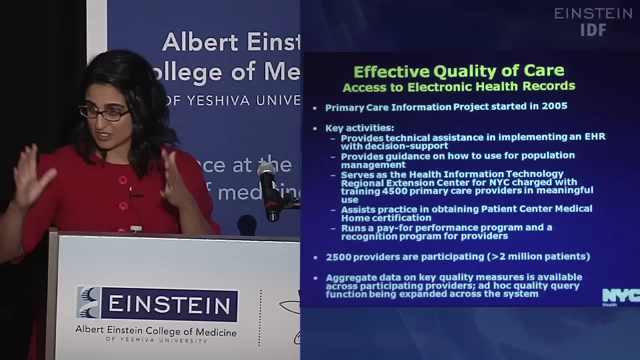 Albert Einst
College of Med
OF YESHIVA UNIVERSITY
nce at the
of medicin
EINSTEIN
Albert Einstein College of Medicine
OF YESHIVA UNIVERSITY
EINSTEIN
IDF
Effective Quality of Care
Access to Electronic Health Records
Primary Care Information Project started in 2005
Key activities:
– Provides technical assistance in implementing an EHR
with decision-support
– Provides guidance on how to use for population
management
– Serves as the Health Information Technology
Regional Extension Center for NYC charged with
training 4500 primary care providers in meaningful
use
– Assists practice in obtaining Patient Center Medical
Home certification
– Runs a pay-for performance program and a
recognition program for providers
2500 providers are participating (>2 million patients)
Aggregate data on key quality measures is available
across participating providers; ad hoc quality query
function being expanded across the system
NYC
Health